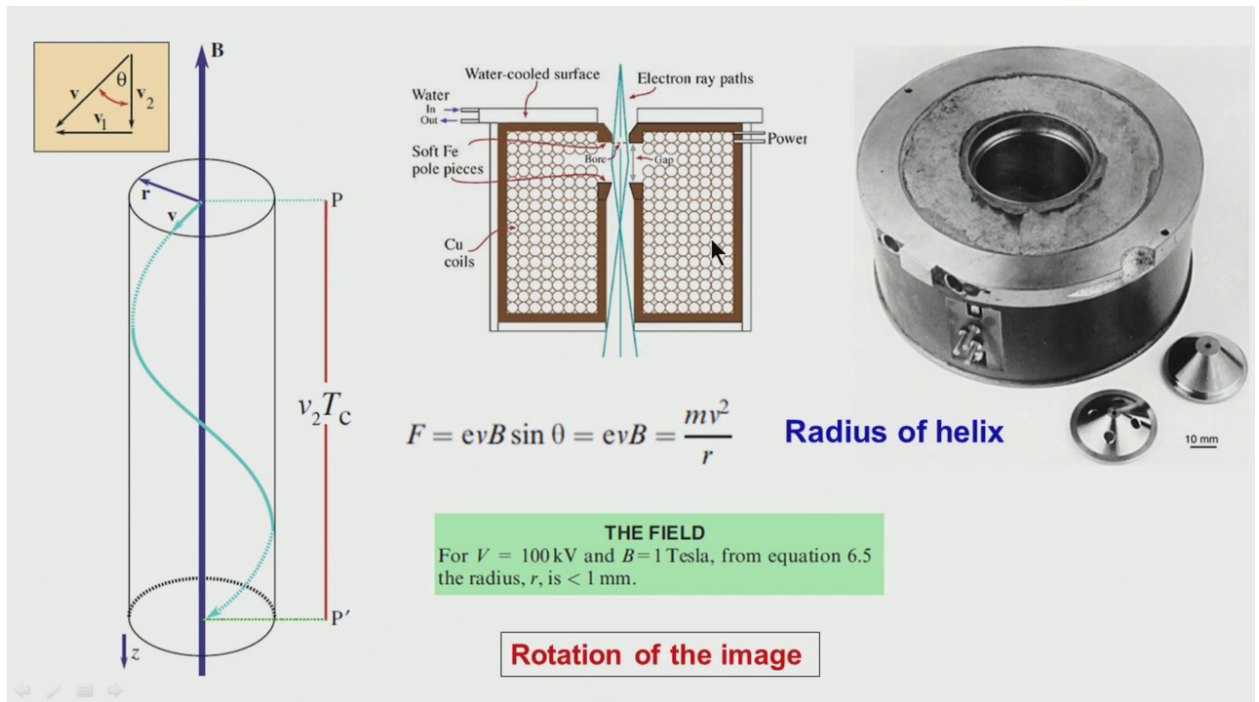 B
θ
v
v₂
v₁
r
v
P
v₂T_c
P′
z
Water-cooled surface
Electron ray paths
Water
In
Out
Power
Soft Fe
pole pieces
Bore
Gap
Cu
coils
F = evB sin θ = evB = mv²/r
Radius of helix
10 mm
THE FIELD
For V = 100 kV and B = 1 Tesla, from equation 6.5
the radius, r, is < 1 mm.
Rotation of the image